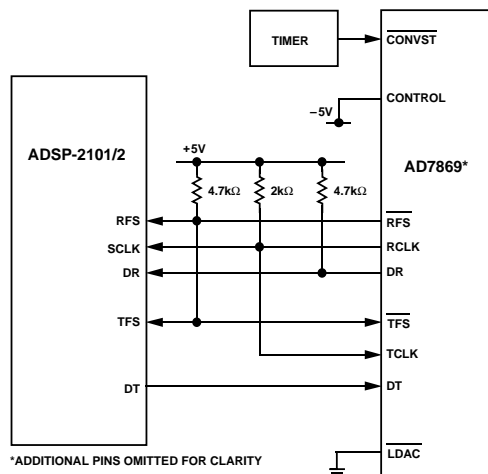 TIMER
CONVST
CONTROL
–5V
ADSP-2101/2
+5V
AD7869*
4.7kΩ
2kΩ
4.7kΩ
RFS
RFS
SCLK
RCLK
DR
DR
TFS
TFS
TCLK
DT
DT
LDAC
*ADDITIONAL PINS OMITTED FOR CLARITY